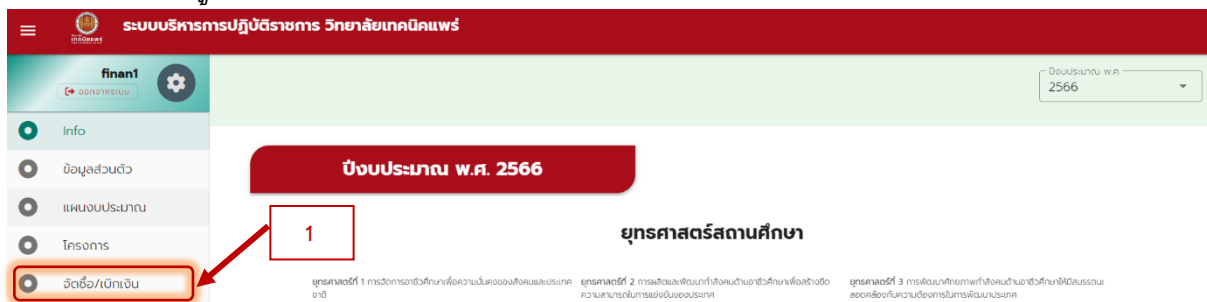 ระบบบริหารการปฏิบัติราชการ วิทยาลัยเทคนิคแพร่
finan1
ออกจากระบบ
ปีงบประมาณ พ.ศ.
2566
Info
ข้อมูลส่วนตัว
แผนงบประมาณ
โครงการ
จัดซื้อ/เบิกเงิน
1
ปีงบประมาณ พ.ศ. 2566
ยุทธศาสตร์สถานศึกษา
ยุทธศาสตร์ที่ 1 การจัดการอาชีวศึกษาเพื่อความมั่นคงของสังคมและประเทศ
ชาติ
ยุทธศาสตร์ที่ 2 การผลิตและพัฒนากำลังคนด้านอาชีวศึกษาเพื่อสร้างขีด
ความสามารถในการแข่งขันของประเทศ
ยุทธศาสตร์ที่ 3 การพัฒนาศักยภาพกำลังคนด้านอาชีวศึกษาให้มีสมรรถนะ
สอดคล้องกับความต้องการในการพัฒนาประเทศ